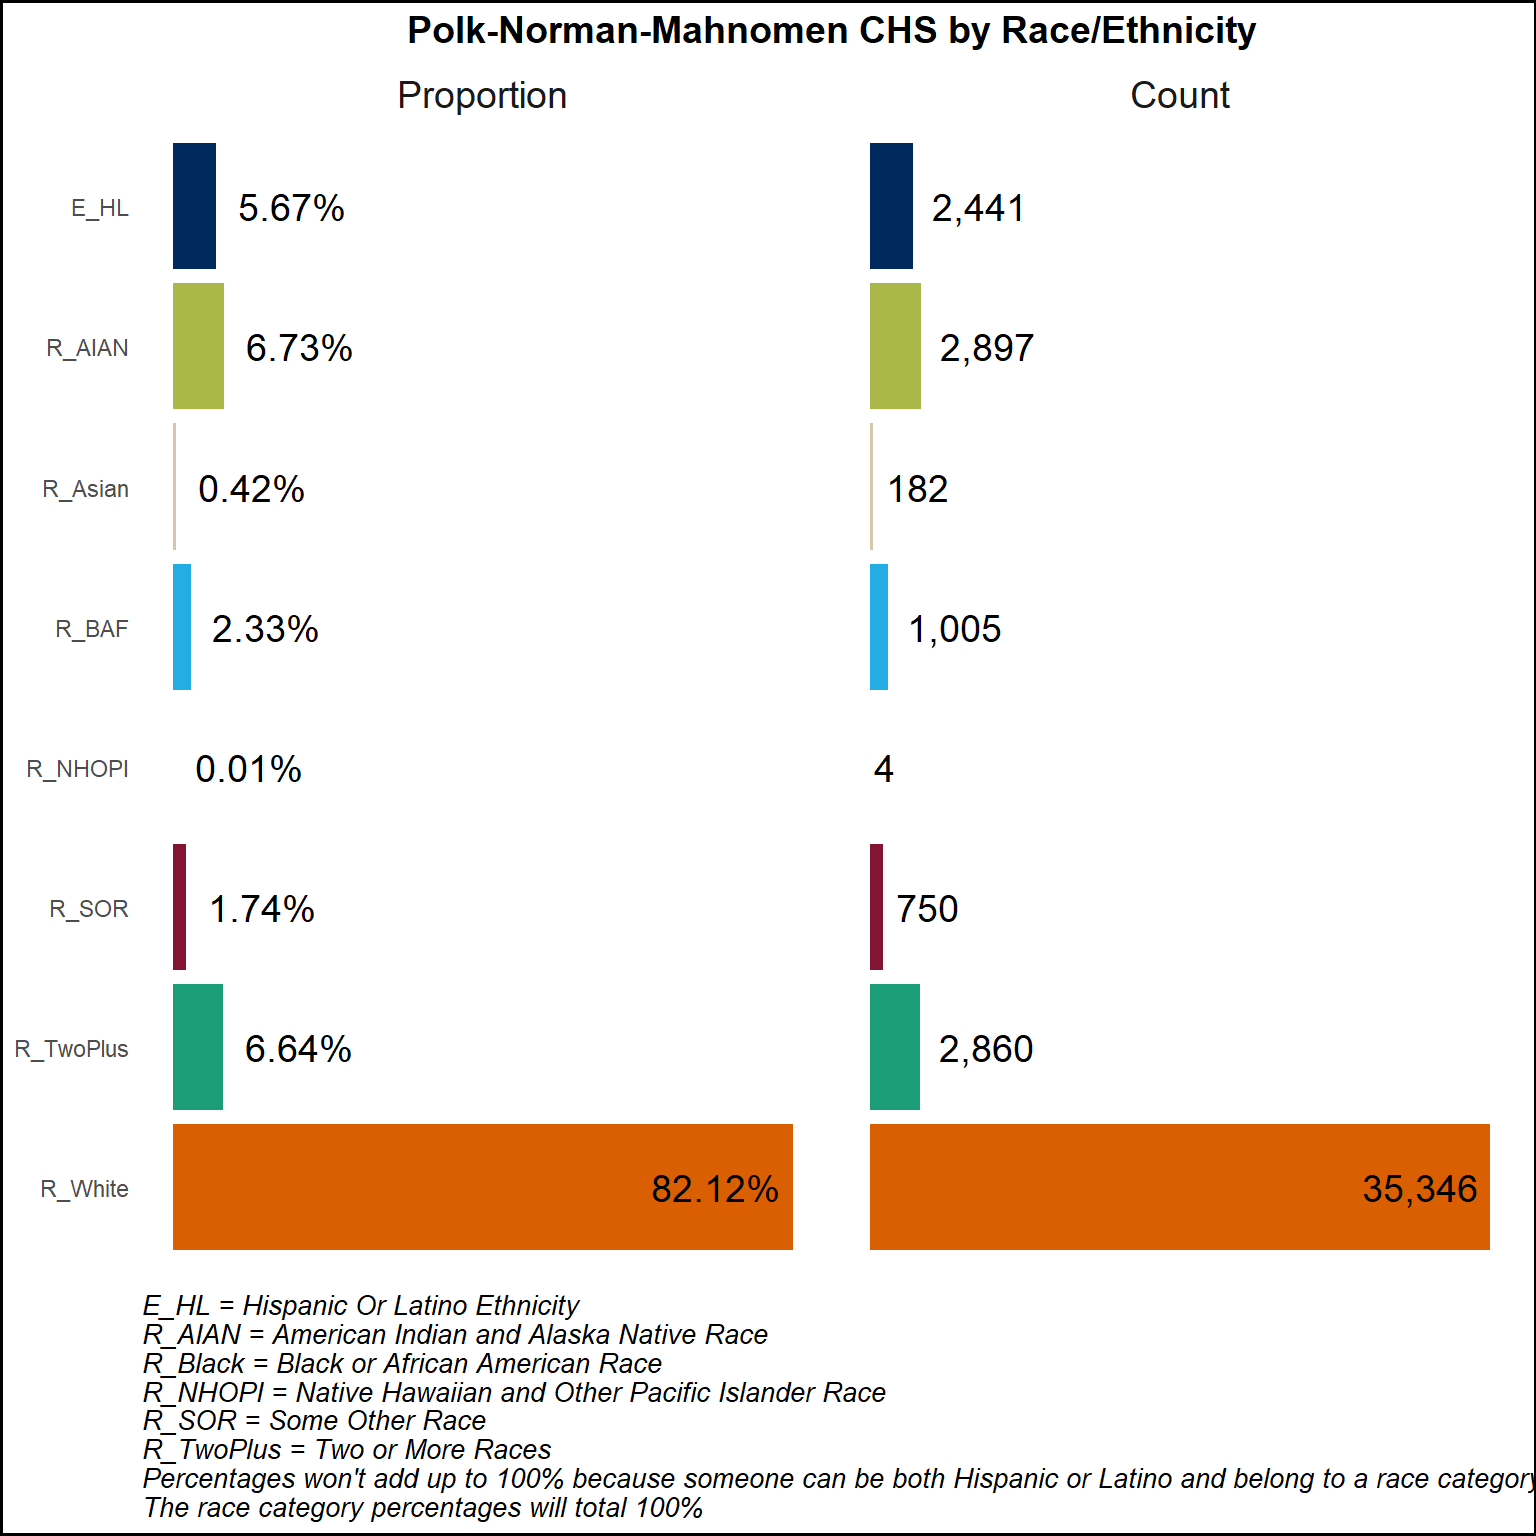 Polk-Norman-Mahnomen CHS by Race/Ethnicity
Proportion Count
E_HL 5.67% 2,441
R_AIAN 6.73% 2,897
R_Asian 0.42% 182
R_BAF 2.33% 1,005
R_NHOPI 0.01% 4
R_SOR 1.74% 750
R_TwoPlus 6.64% 2,860
R_White 82.12% 35,346
E_HL = Hispanic Or Latino Ethnicity
R_AIAN = American Indian and Alaska Native Race
R_Black = Black or African American Race
R_NHOPI = Native Hawaiian and Other Pacific Islander Race
R_SOR = Some Other Race
R_TwoPlus = Two or More Races
Percentages won't add up to 100% because someone can be both Hispanic or Latino and belong to a race category
The race category percentages will total 100%